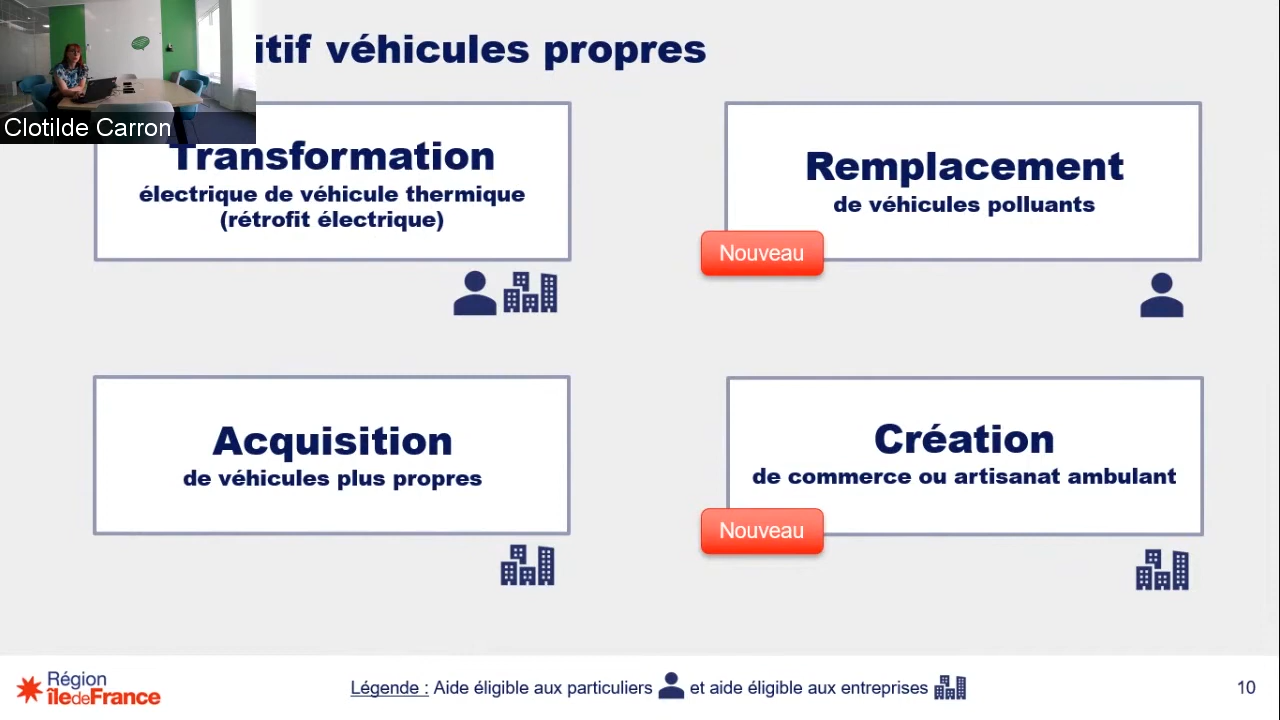 itif véhicules propres
Clotilde Carron
Transformation
électrique de véhicule thermique
(rétrofit électrique)
Remplacement
de véhicules polluants
Nouveau
Acquisition
de véhicules plus propres
Création
de commerce ou artisanat ambulant
Nouveau
Région
îledeFrance
Légende : Aide éligible aux particuliers et aide éligible aux entreprises
10